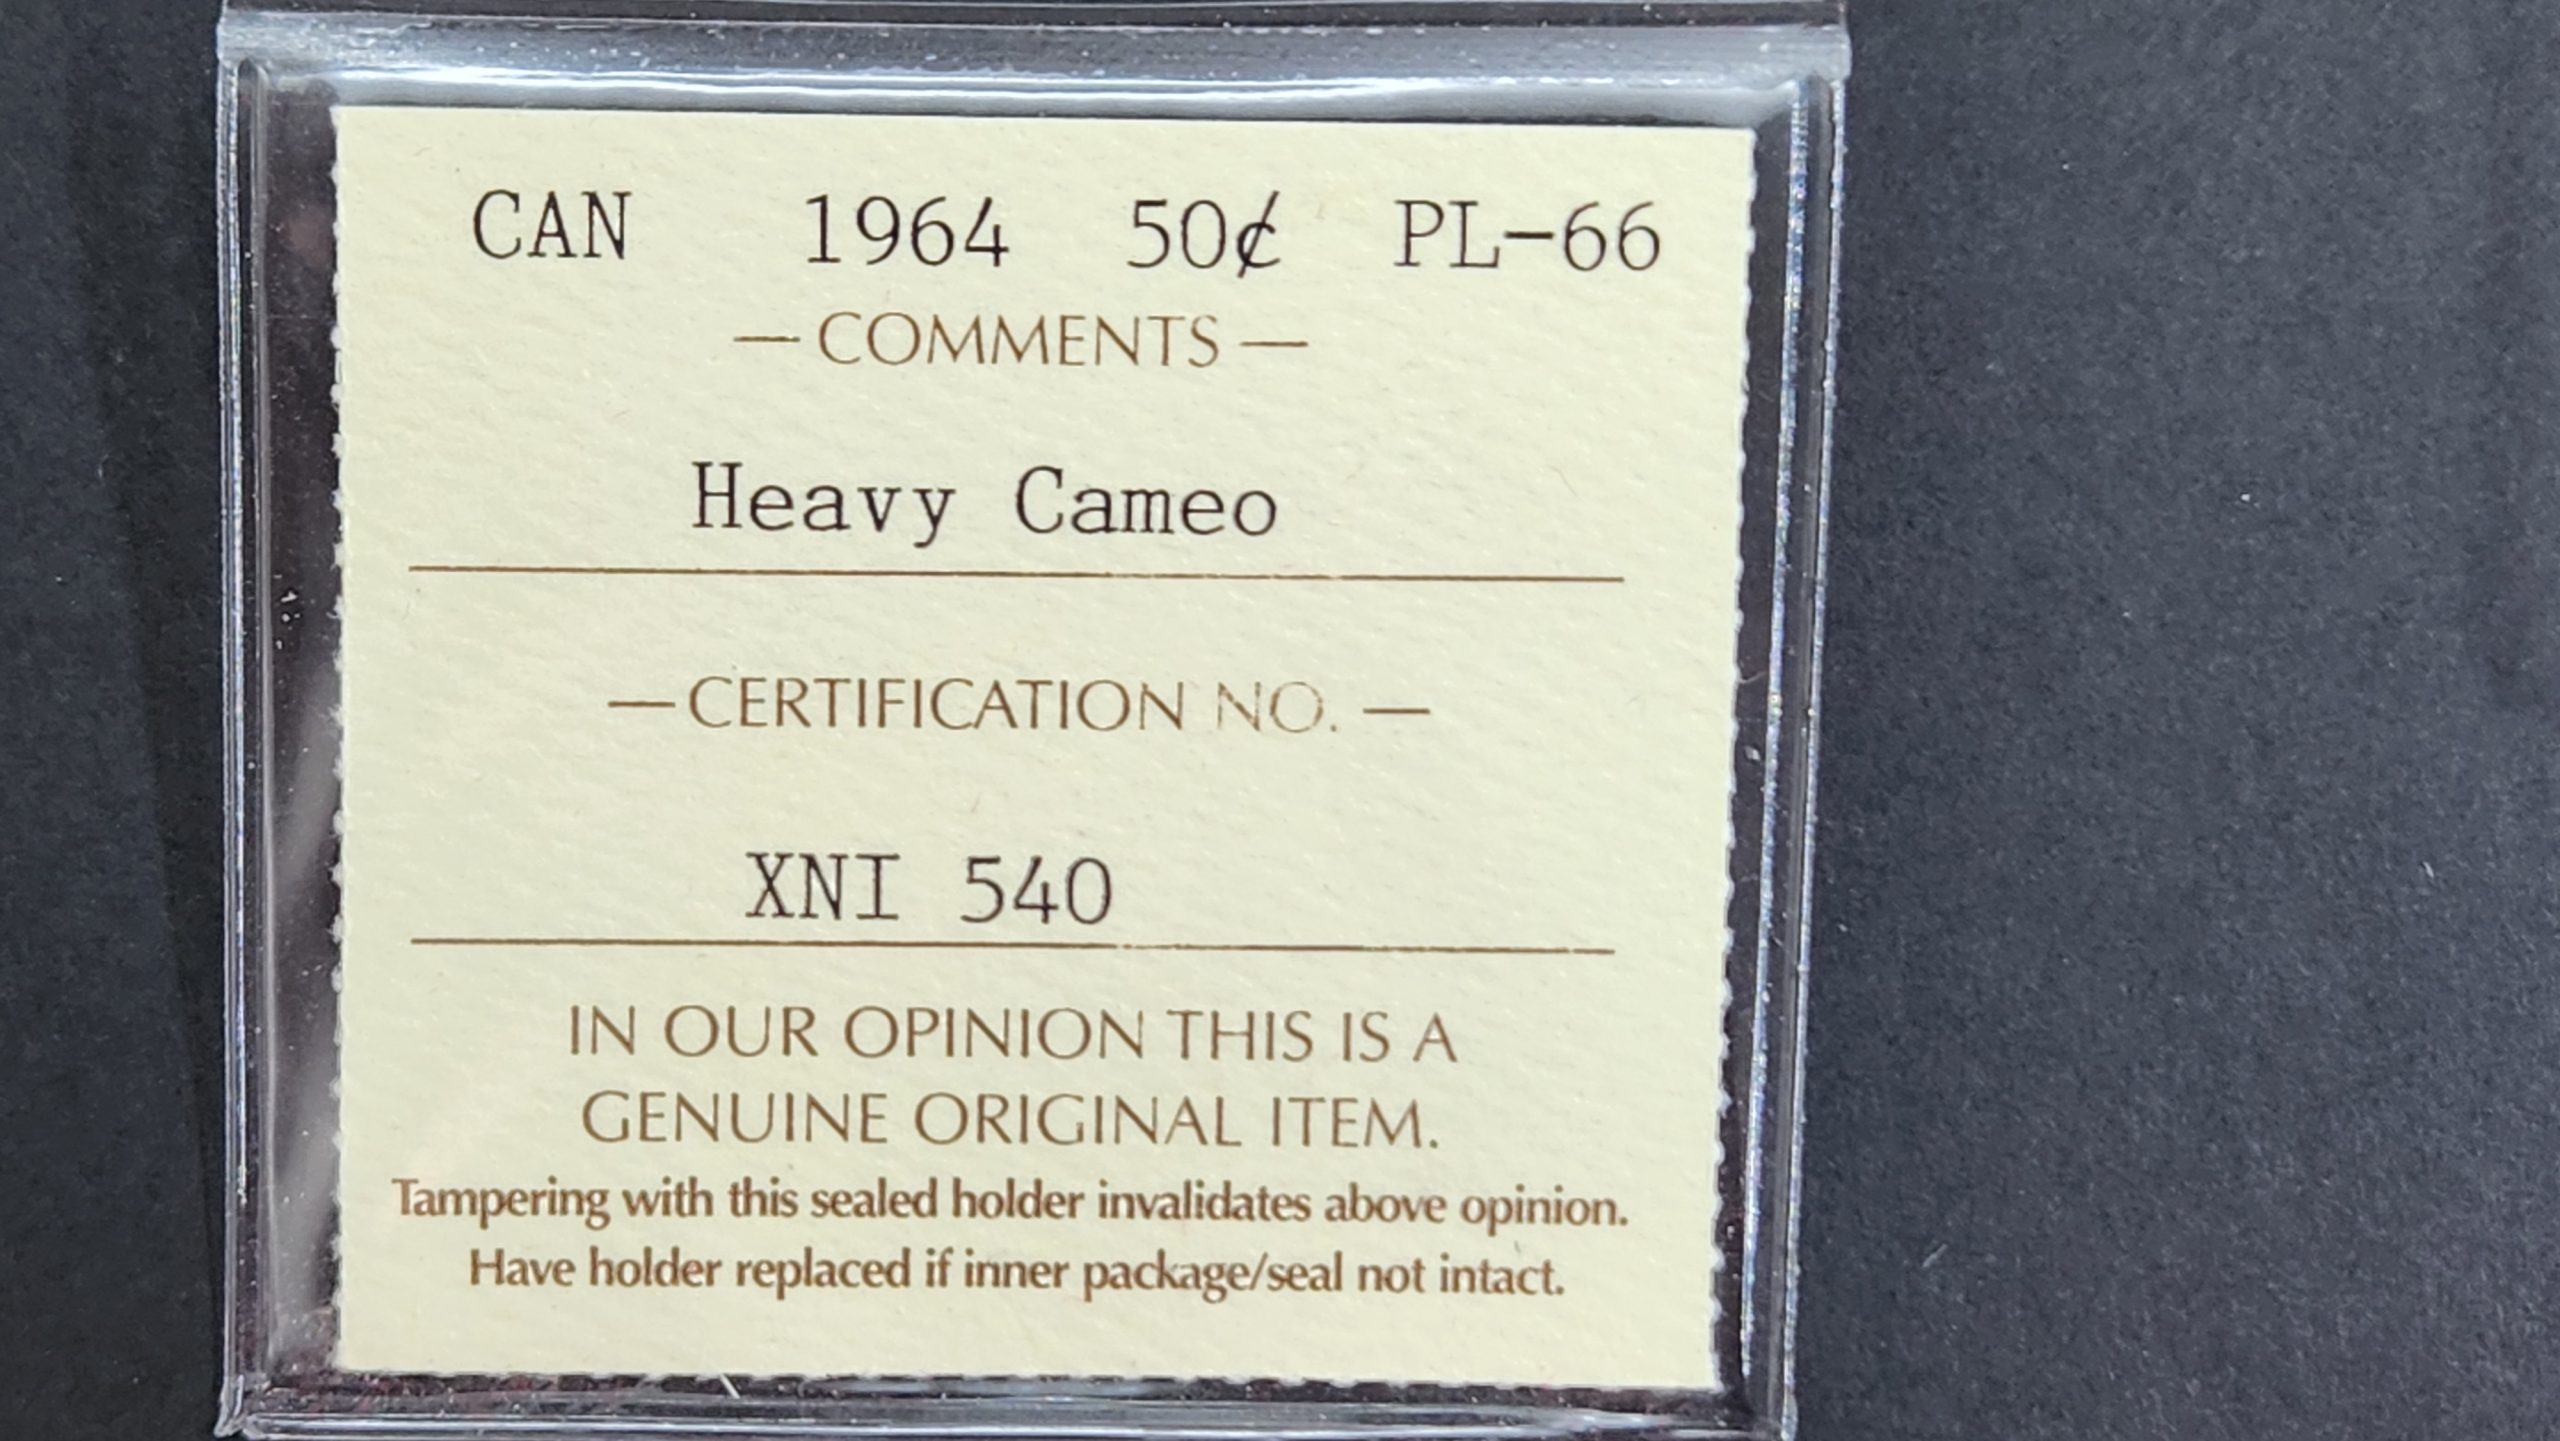 CAN 1964 50¢ PL-66
— COMMENTS —
Heavy Cameo
— CERTIFICATION NO. —
XNI 540
IN OUR OPINION THIS IS A
GENUINE ORIGINAL ITEM.
Tampering with this sealed holder invalidates above opinion.
Have holder replaced if inner package/seal not intact.